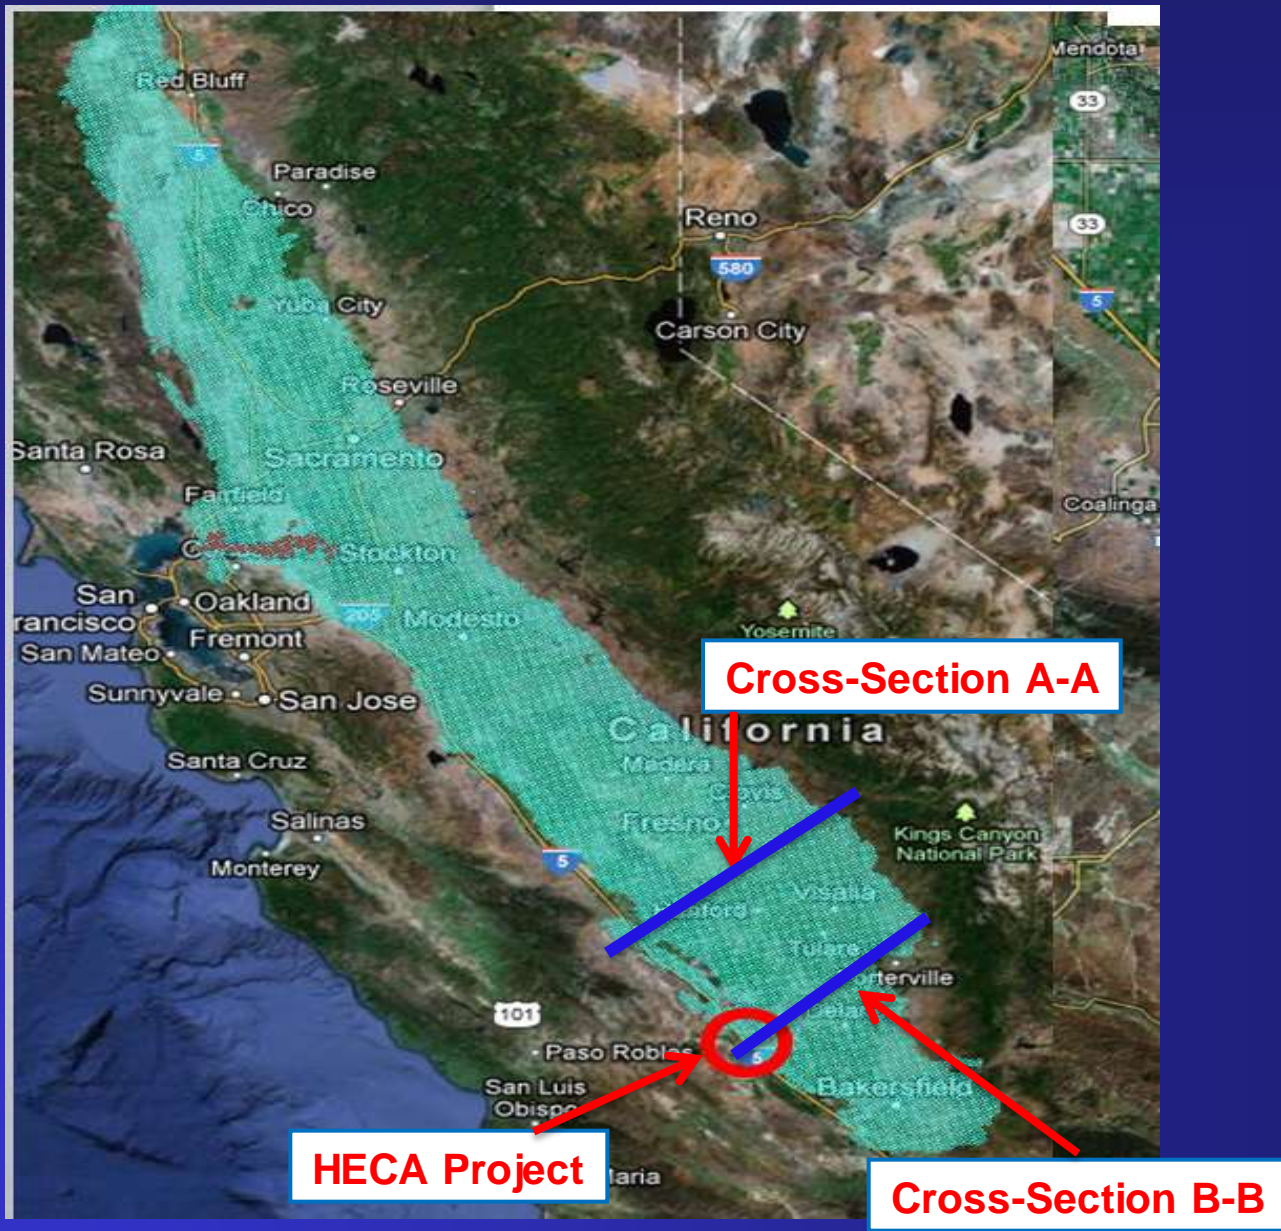 Red Bluff
Mendota
33
5
Paradise
Chico
Reno
33
580
Yuba City
5
Carson City
Roseville
Santa Rosa
Sacramento
Fairfield
Coalinga
Stockton
San
rancisco
Oakland
205
Modesto
Fremont
San Mateo
Yosemite
Cross-Section A-A
Sunnyvale
San Jose
California
Santa Cruz
Madera
Clovis
Salinas
Fresno
Kings Canyon
National Park
Monterey
5
Visalia
Tulare
orterville
101
Paso Robles
5
San Luis
Obispo
Bakersfield
HECA Project
Maria
Cross-Section B-B